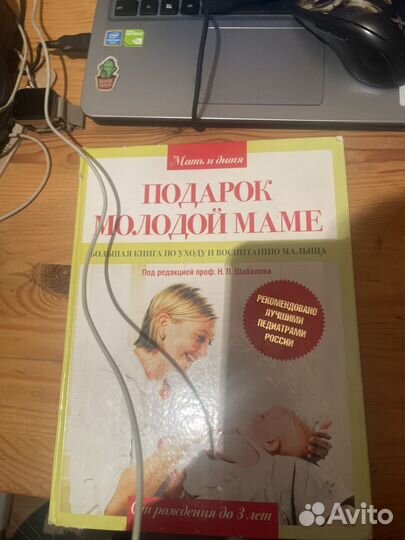 Мать и дитя
ПОДАРОК
МОЛОДОЙ МАМЕ
БОЛЬШАЯ КНИГА ПО УХОДУ И ВОСПИТАНИЮ МАЛЫША
Под редакцией проф. Н. П. Шабалова
РЕКОМЕНДОВАНО
ЛУЧШИМИ
ПЕДИАТРАМИ
РОССИИ
От рождения до 3 лет
Avito